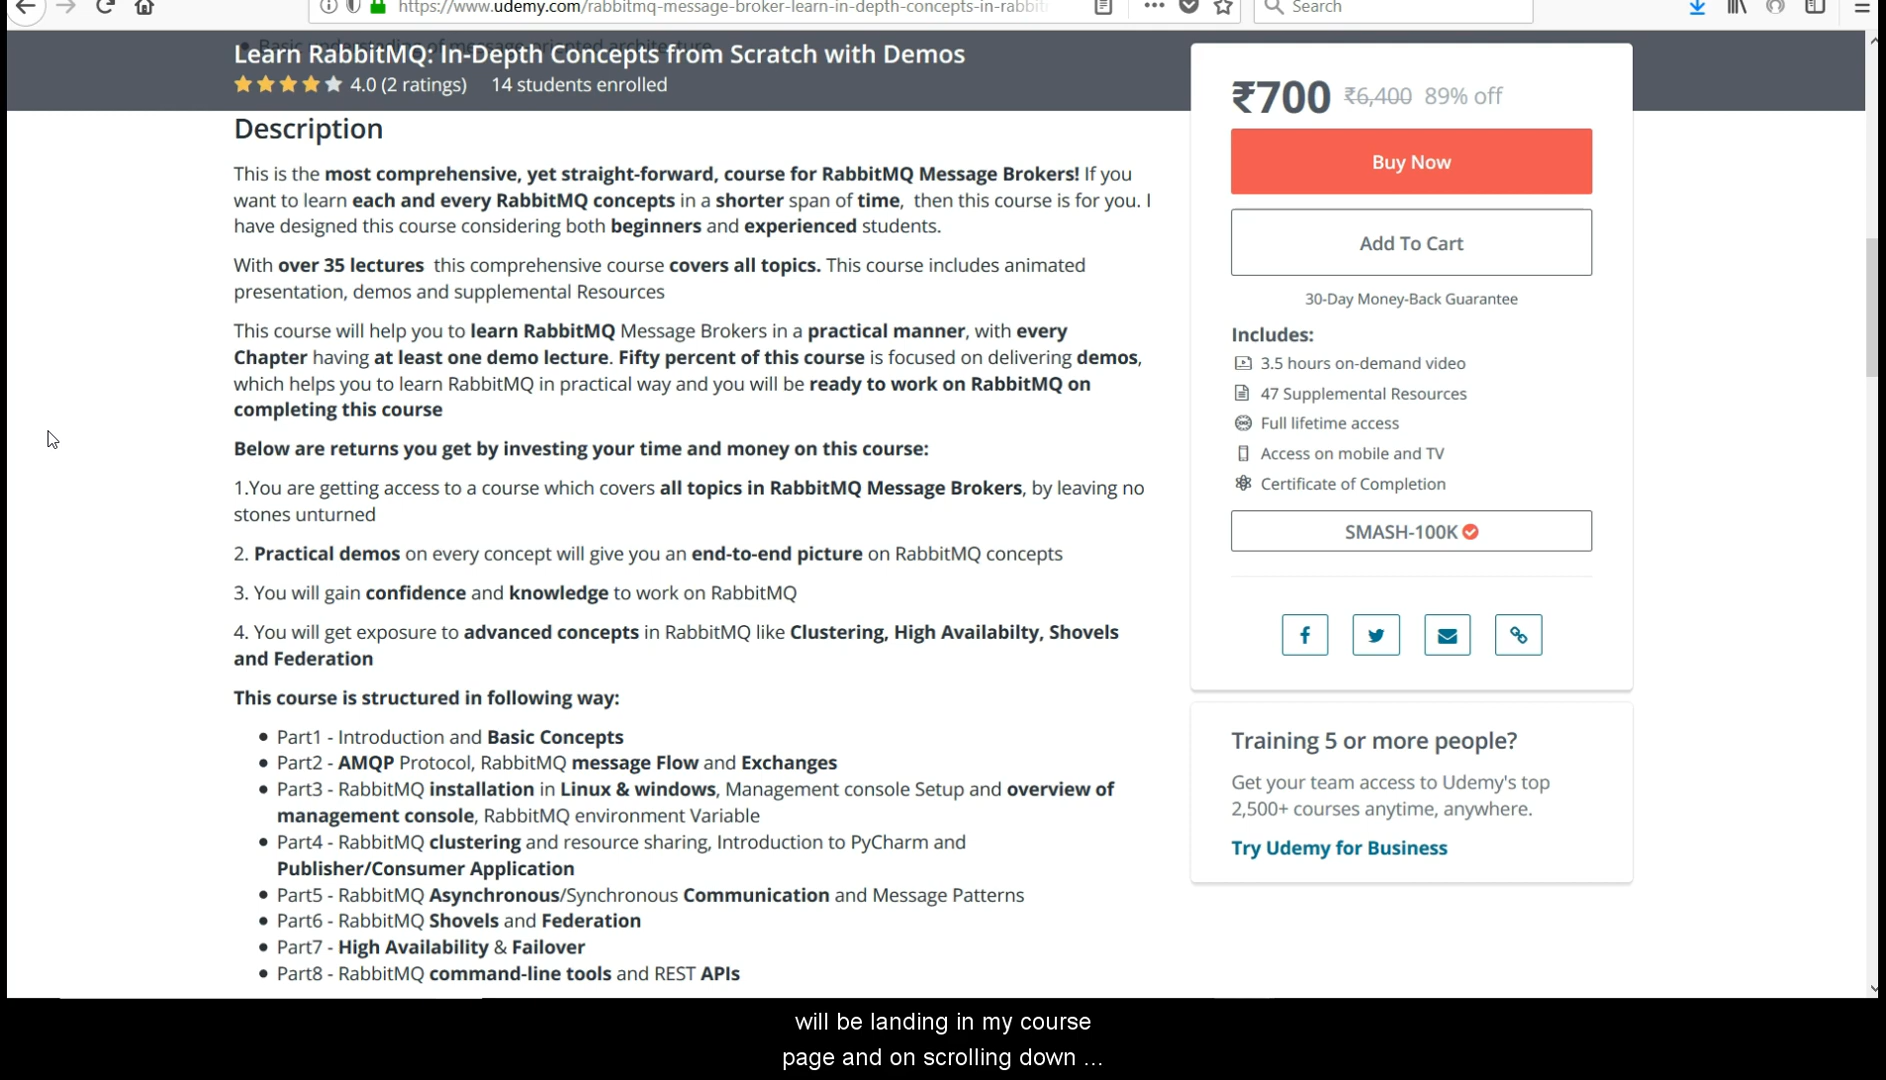 https://www.udemy.com/rabbitmq-message-broker-learn-in-depth-concepts-in-rabbit
Search
Basic understanding of message oriented architecture
Learn RabbitMQ: In-Depth Concepts from Scratch with Demos
4.0 (2 ratings) 14 students enrolled
Description
This is the most comprehensive, yet straight-forward, course for RabbitMQ Message Brokers! If you
want to learn each and every RabbitMQ concepts in a shorter span of time, then this course is for you. I
have designed this course considering both beginners and experienced students.
With over 35 lectures this comprehensive course covers all topics. This course includes animated
presentation, demos and supplemental Resources
This course will help you to learn RabbitMQ Message Brokers in a practical manner, with every
Chapter having at least one demo lecture. Fifty percent of this course is focused on delivering demos,
which helps you to learn RabbitMQ in practical way and you will be ready to work on RabbitMQ on
completing this course
Below are returns you get by investing your time and money on this course:
1.You are getting access to a course which covers all topics in RabbitMQ Message Brokers, by leaving no
stones unturned
2. Practical demos on every concept will give you an end-to-end picture on RabbitMQ concepts
3. You will gain confidence and knowledge to work on RabbitMQ
4. You will get exposure to advanced concepts in RabbitMQ like Clustering, High Availabilty, Shovels
and Federation
This course is structured in following way:
• Part1 - Introduction and Basic Concepts
• Part2 - AMQP Protocol, RabbitMQ message Flow and Exchanges
• Part3 - RabbitMQ installation in Linux & windows, Management console Setup and overview of
management console, RabbitMQ environment Variable
• Part4 - RabbitMQ clustering and resource sharing, Introduction to PyCharm and
Publisher/Consumer Application
• Part5 - RabbitMQ Asynchronous/Synchronous Communication and Message Patterns
• Part6 - RabbitMQ Shovels and Federation
• Part7 - High Availability & Failover
• Part8 - RabbitMQ command-line tools and REST APIs
₹700 ₹6,400 89% off
Buy Now
Add To Cart
30-Day Money-Back Guarantee
Includes:
3.5 hours on-demand video
47 Supplemental Resources
Full lifetime access
Access on mobile and TV
Certificate of Completion
SMASH-100K
Training 5 or more people?
Get your team access to Udemy's top
2,500+ courses anytime, anywhere.
Try Udemy for Business
will be landing in my course
page and on scrolling down ...